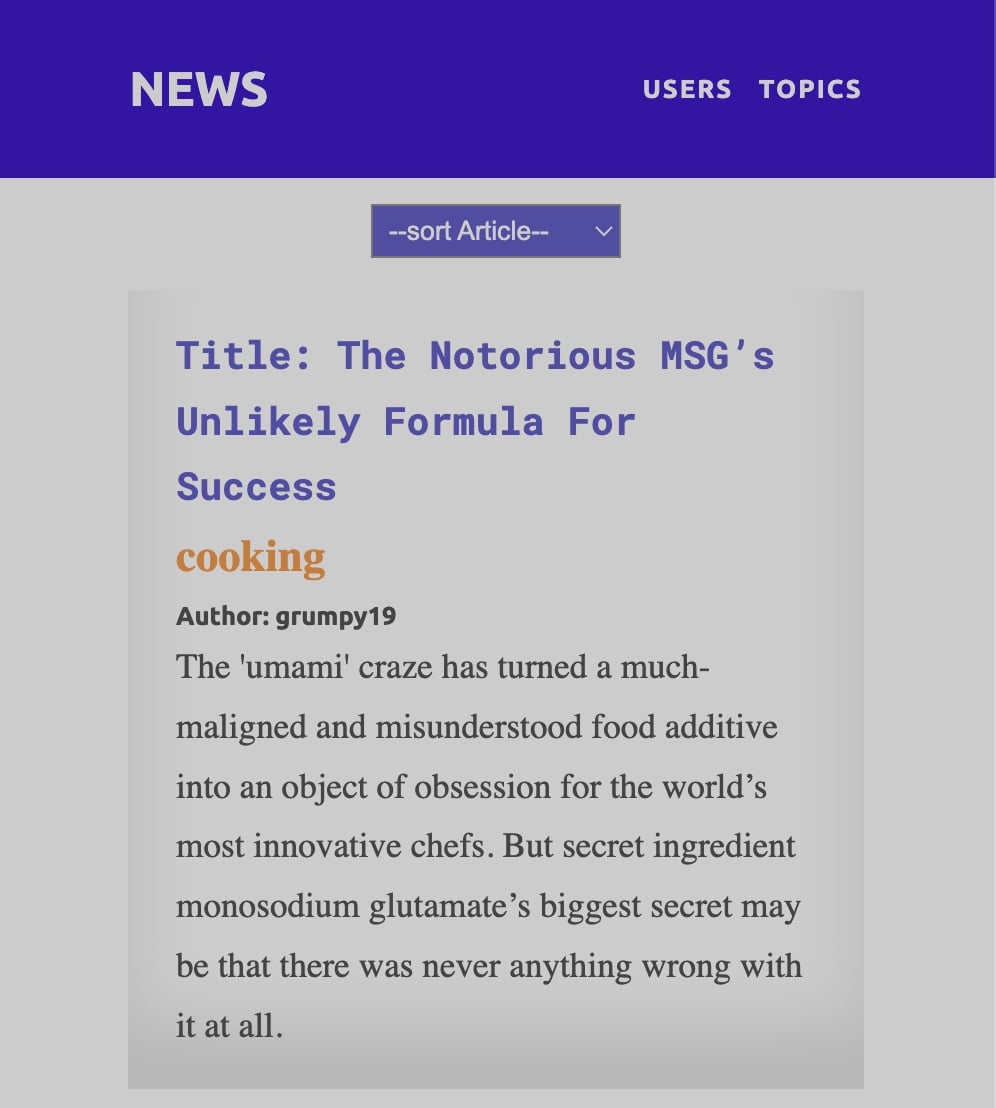 NEWS
USERS TOPICS
--sort Article--
Title: The Notorious MSG’s
Unlikely Formula For
Success
cooking
Author: grumpy19
The 'umami' craze has turned a much-
maligned and misunderstood food additive
into an object of obsession for the world’s
most innovative chefs. But secret ingredient
monosodium glutamate’s biggest secret may
be that there was never anything wrong with
it at all.